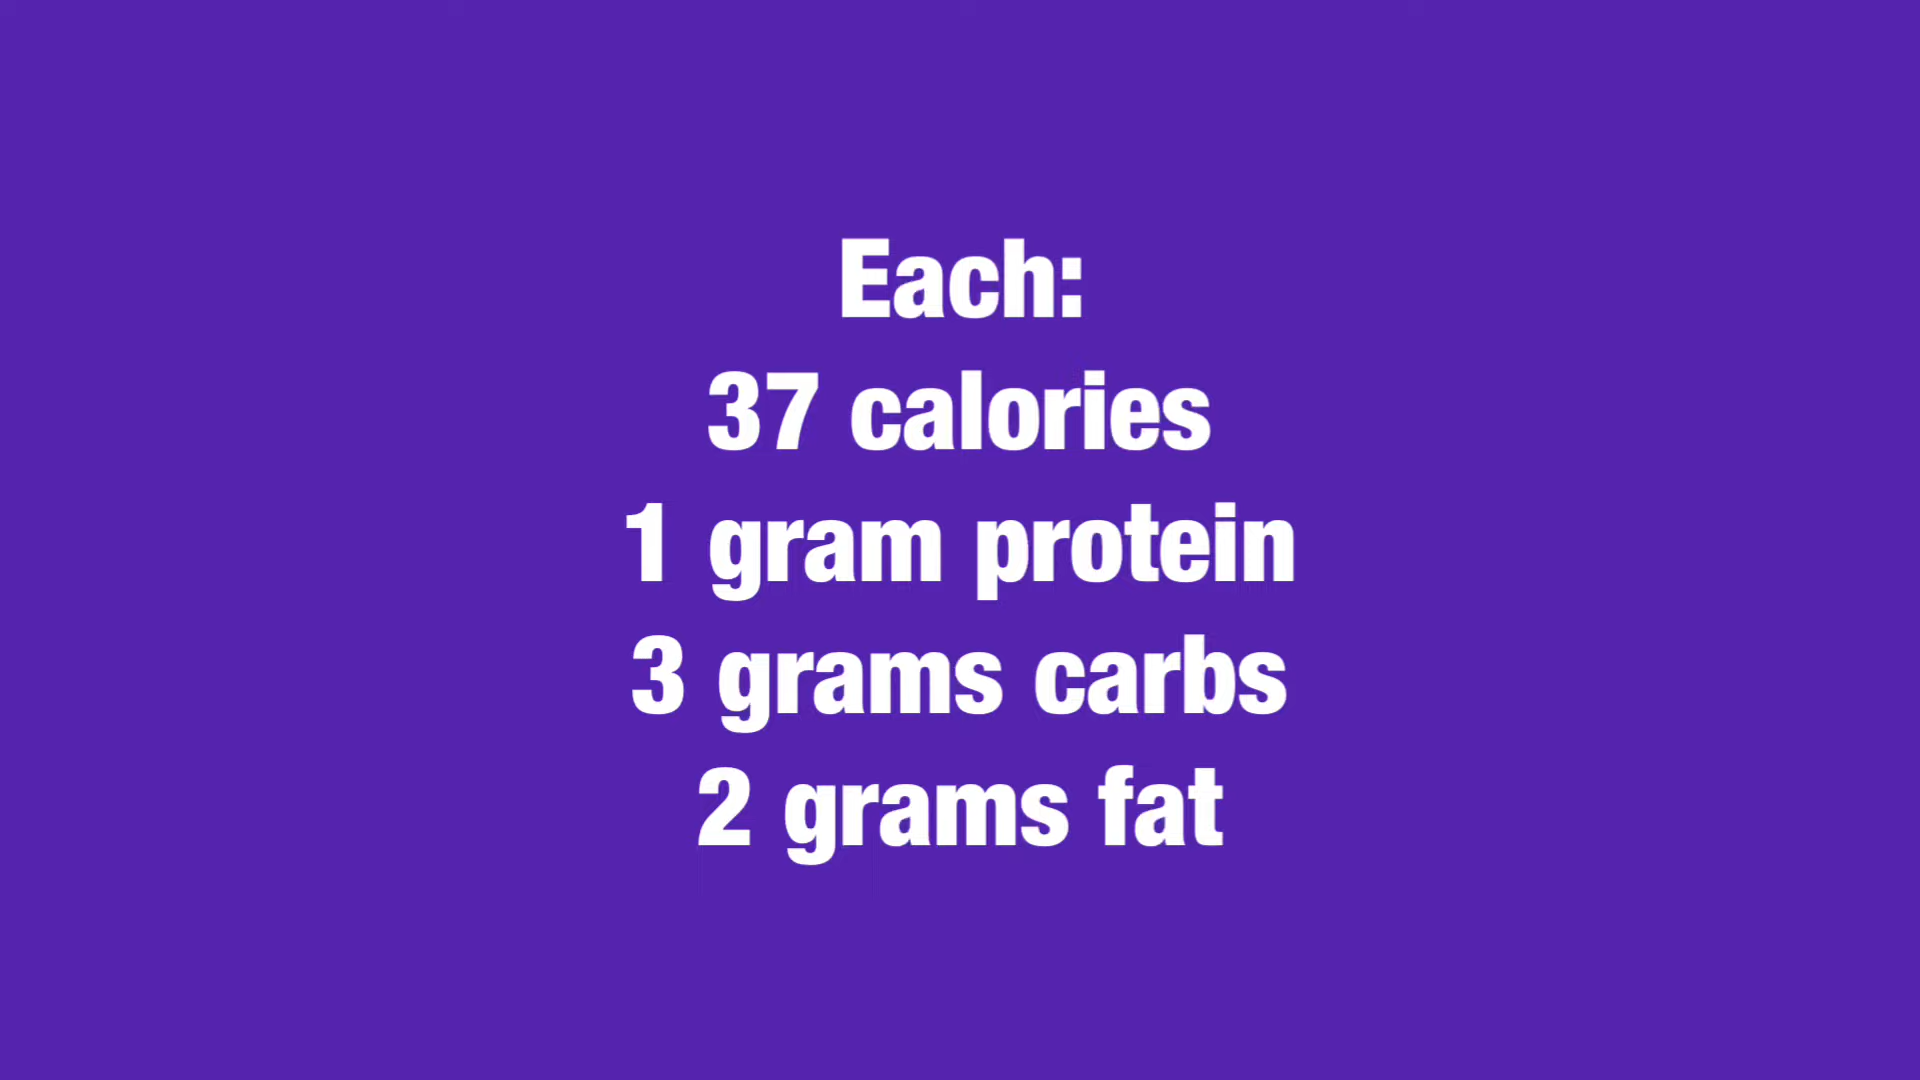 Each:
37 calories
1 gram protein
3 grams carbs
2 grams fat